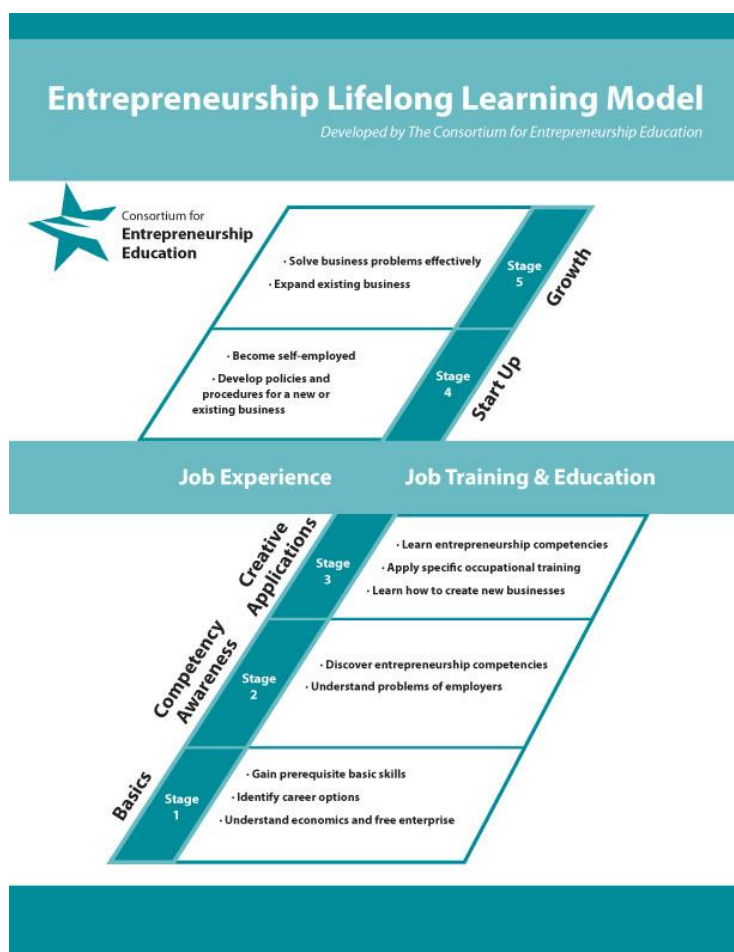 Entrepreneurship Lifelong Learning Model
Developed by The Consortium for Entrepreneurship Education
Consortium for
Entrepreneurship
Education
· Solve business problems effectively
· Expand existing business
Stage
5
Growth
· Become self-employed
· Develop policies and
procedures for a new or
existing business
Stage
4
Start Up
Job Experience
Job Training & Education
Creative
Applications
Stage
3
· Learn entrepreneurship competencies
· Apply specific occupational training
· Learn how to create new businesses
Competency
Awareness
Stage
2
· Discover entrepreneurship competencies
· Understand problems of employers
Basics
Stage
1
· Gain prerequisite basic skills
· Identify career options
· Understand economics and free enterprise